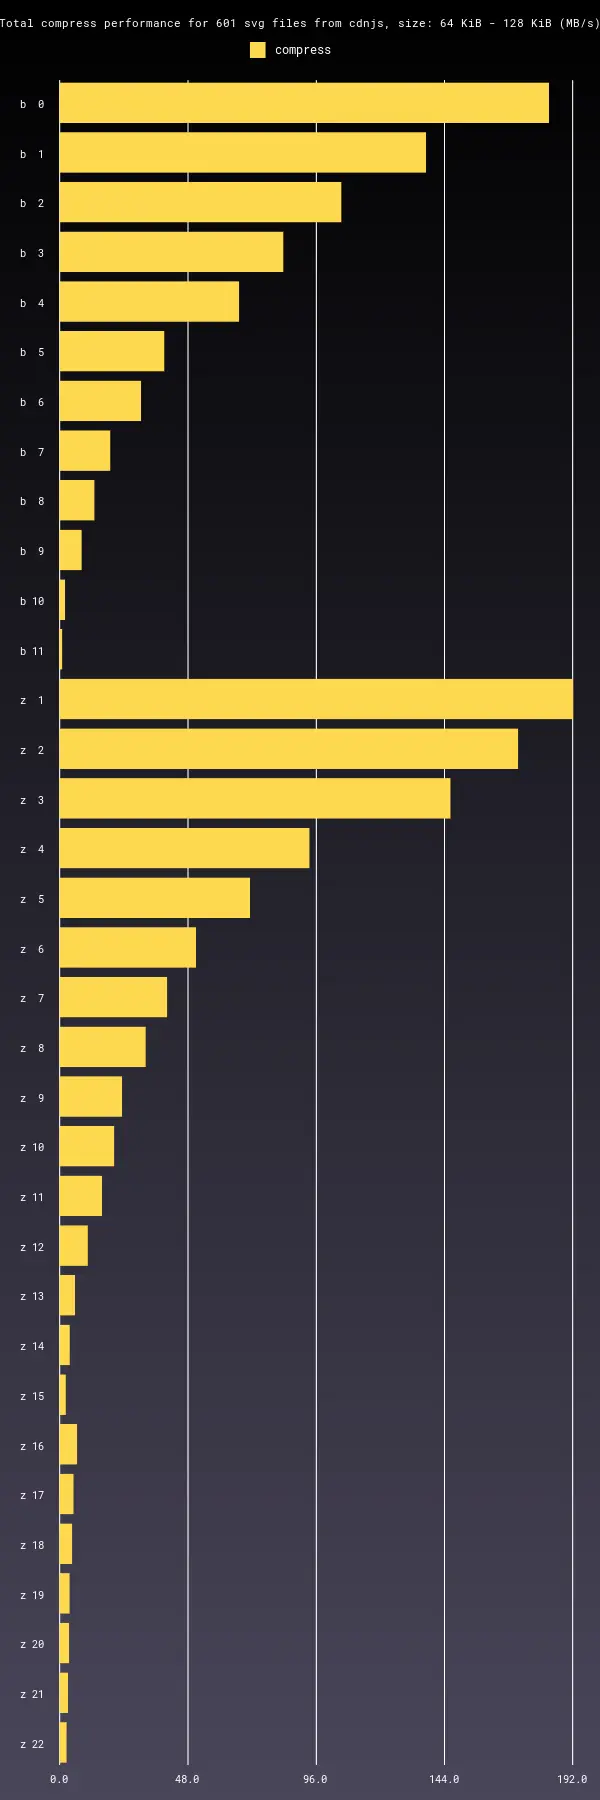 Total compress performance for 601 svg files from cdnjs, size: 64 KiB - 128 KiB (MB/s)
compress
b 0
b 1
b 2
b 3
b 4
b 5
b 6
b 7
b 8
b 9
b 10
b 11
z 1
z 2
z 3
z 4
z 5
z 6
z 7
z 8
z 9
z 10
z 11
z 12
z 13
z 14
z 15
z 16
z 17
z 18
z 19
z 20
z 21
z 22
0.0 48.0 96.0 144.0 192.0